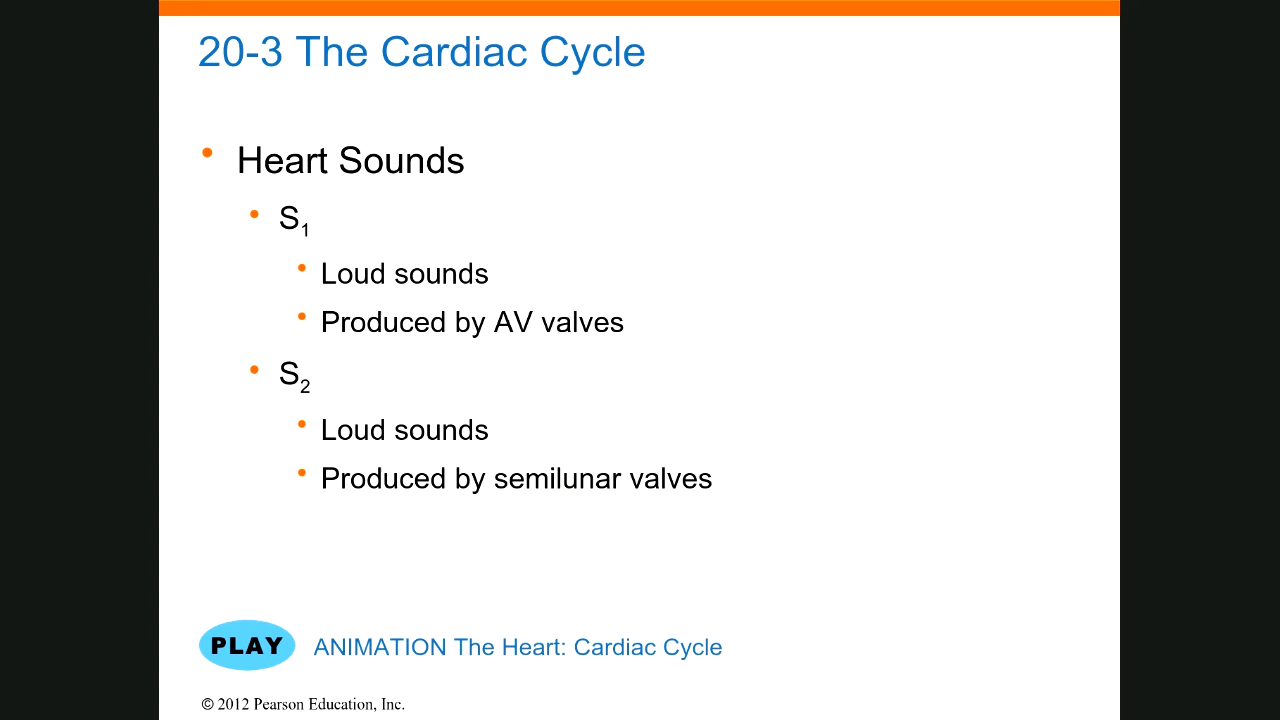 20-3 The Cardiac Cycle
• Heart Sounds
• S₁
• Loud sounds
• Produced by AV valves
• S₂
• Loud sounds
• Produced by semilunar valves
PLAY ANIMATION The Heart: Cardiac Cycle
© 2012 Pearson Education, Inc.